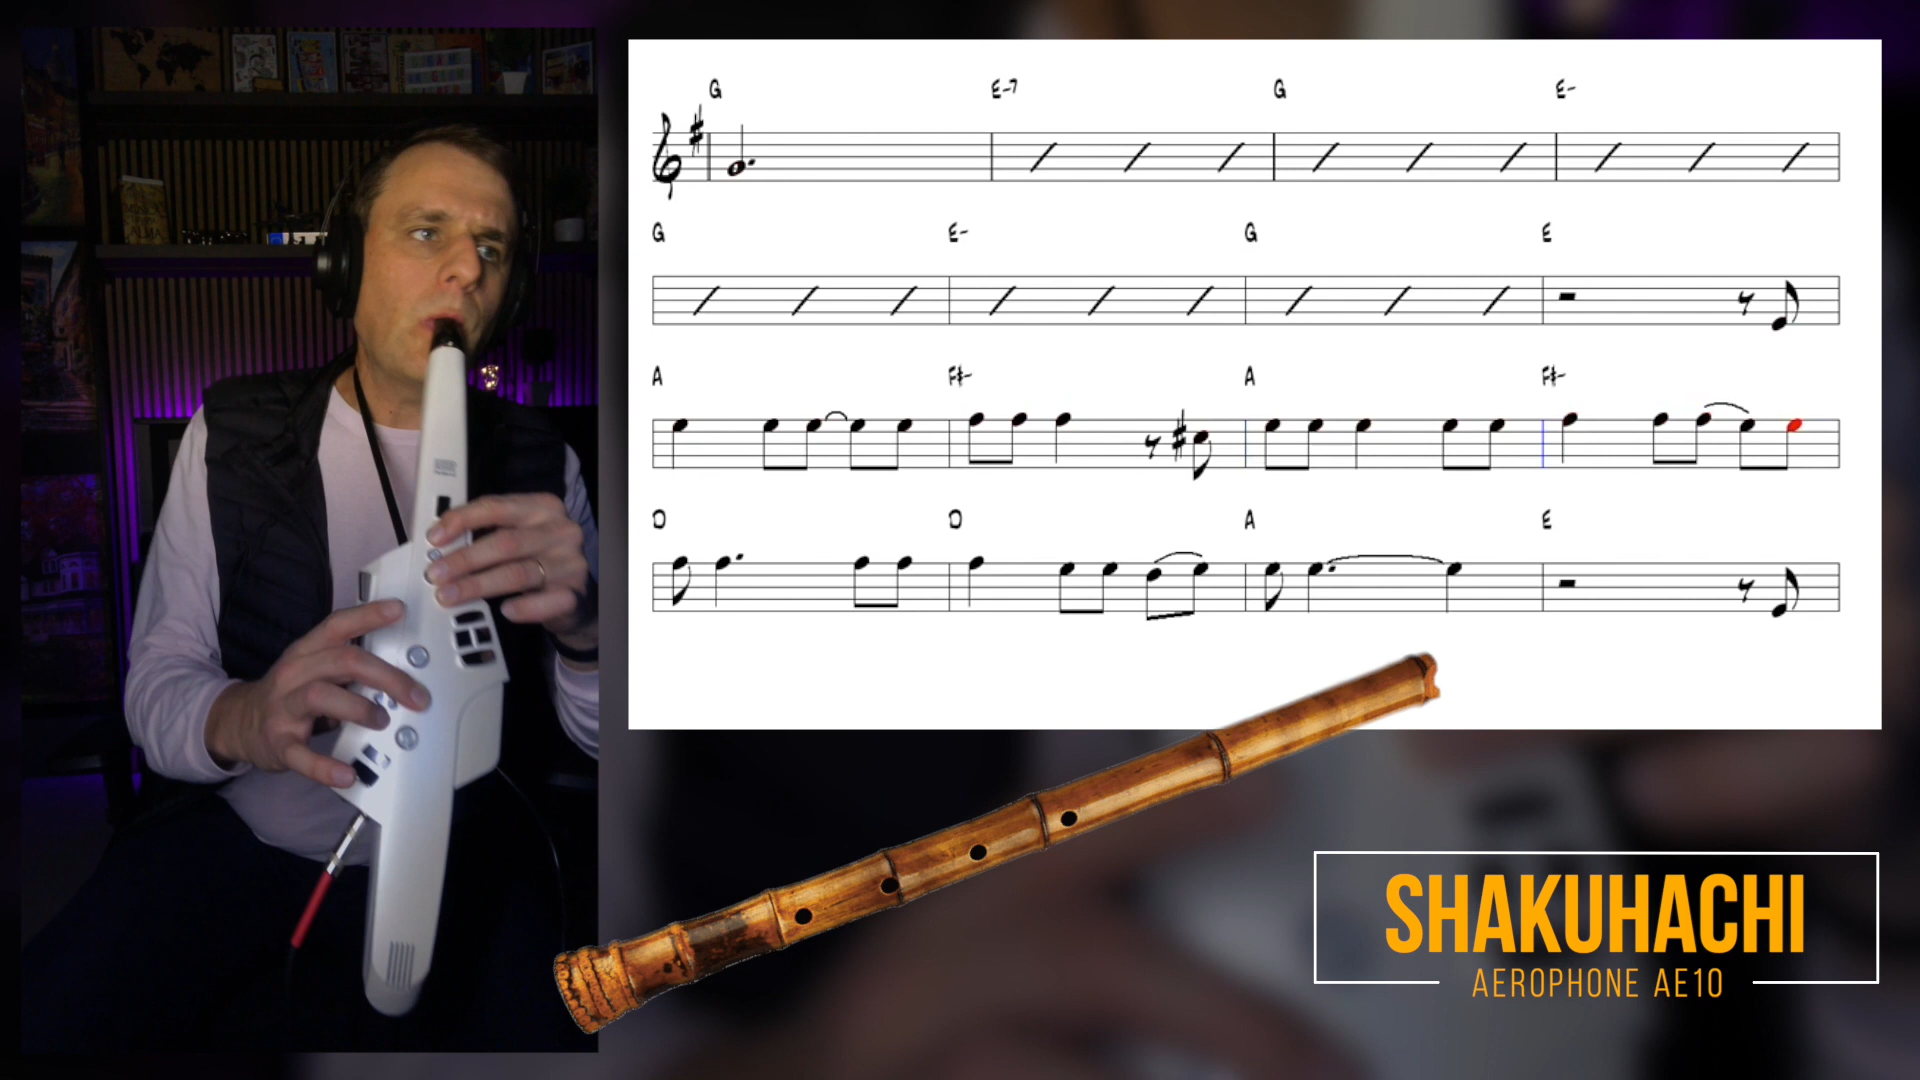 G E-7 G E-
G E- G E
A F#- A F#-
D D A E
SHAKUHACHI
AEROPHONE AE10